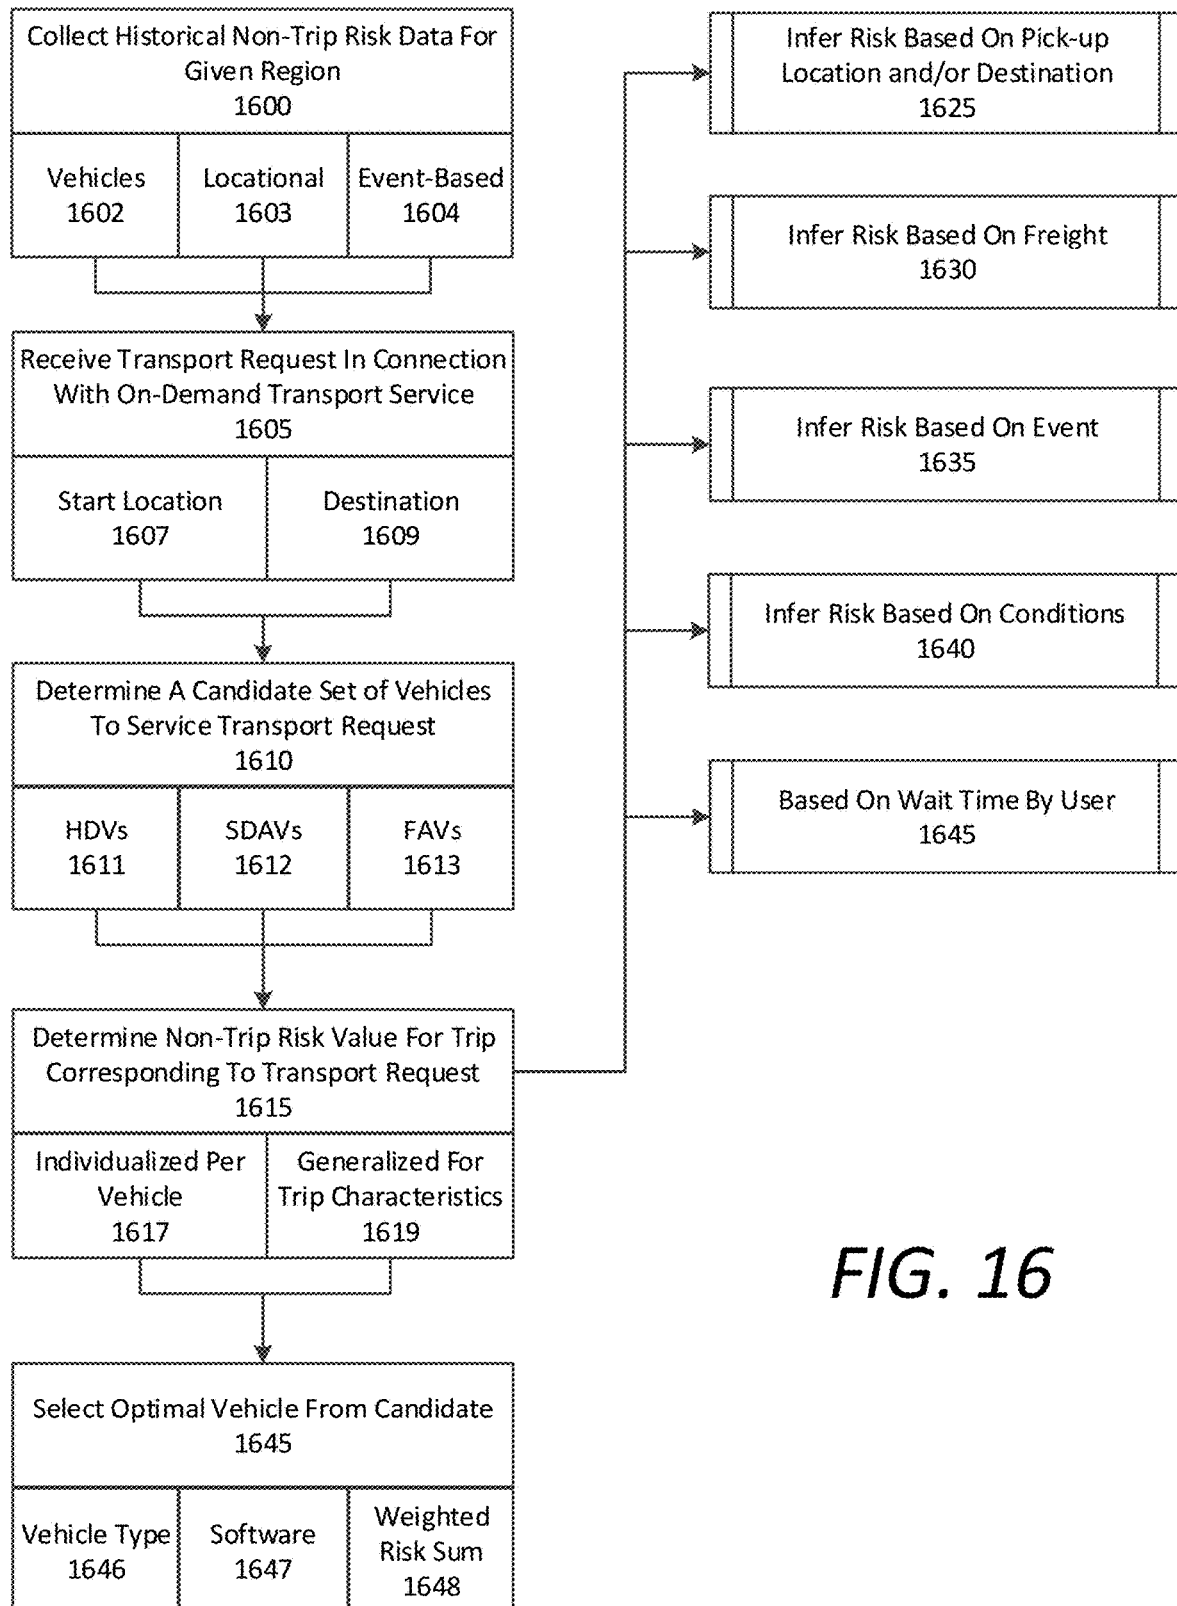 Collect Historical Non-Trip Risk Data For
Given Region
1600
Vehicles
1602
Locational
1603
Event-Based
1604
Receive Transport Request In Connection
With On-Demand Transport Service
1605
Start Location
1607
Destination
1609
Determine A Candidate Set of Vehicles
To Service Transport Request
1610
HDVs
1611
SDAVs
1612
FAVs
1613
Determine Non-Trip Risk Value For Trip
Corresponding To Transport Request
1615
Individualized Per
Vehicle
1617
Generalized For
Trip Characteristics
1619
Select Optimal Vehicle From Candidate
1645
Vehicle Type
1646
Software
1647
Weighted
Risk Sum
1648
Infer Risk Based On Pick-up
Location and/or Destination
1625
Infer Risk Based On Freight
1630
Infer Risk Based On Event
1635
Infer Risk Based On Conditions
1640
Based On Wait Time By User
1645
FIG. 16